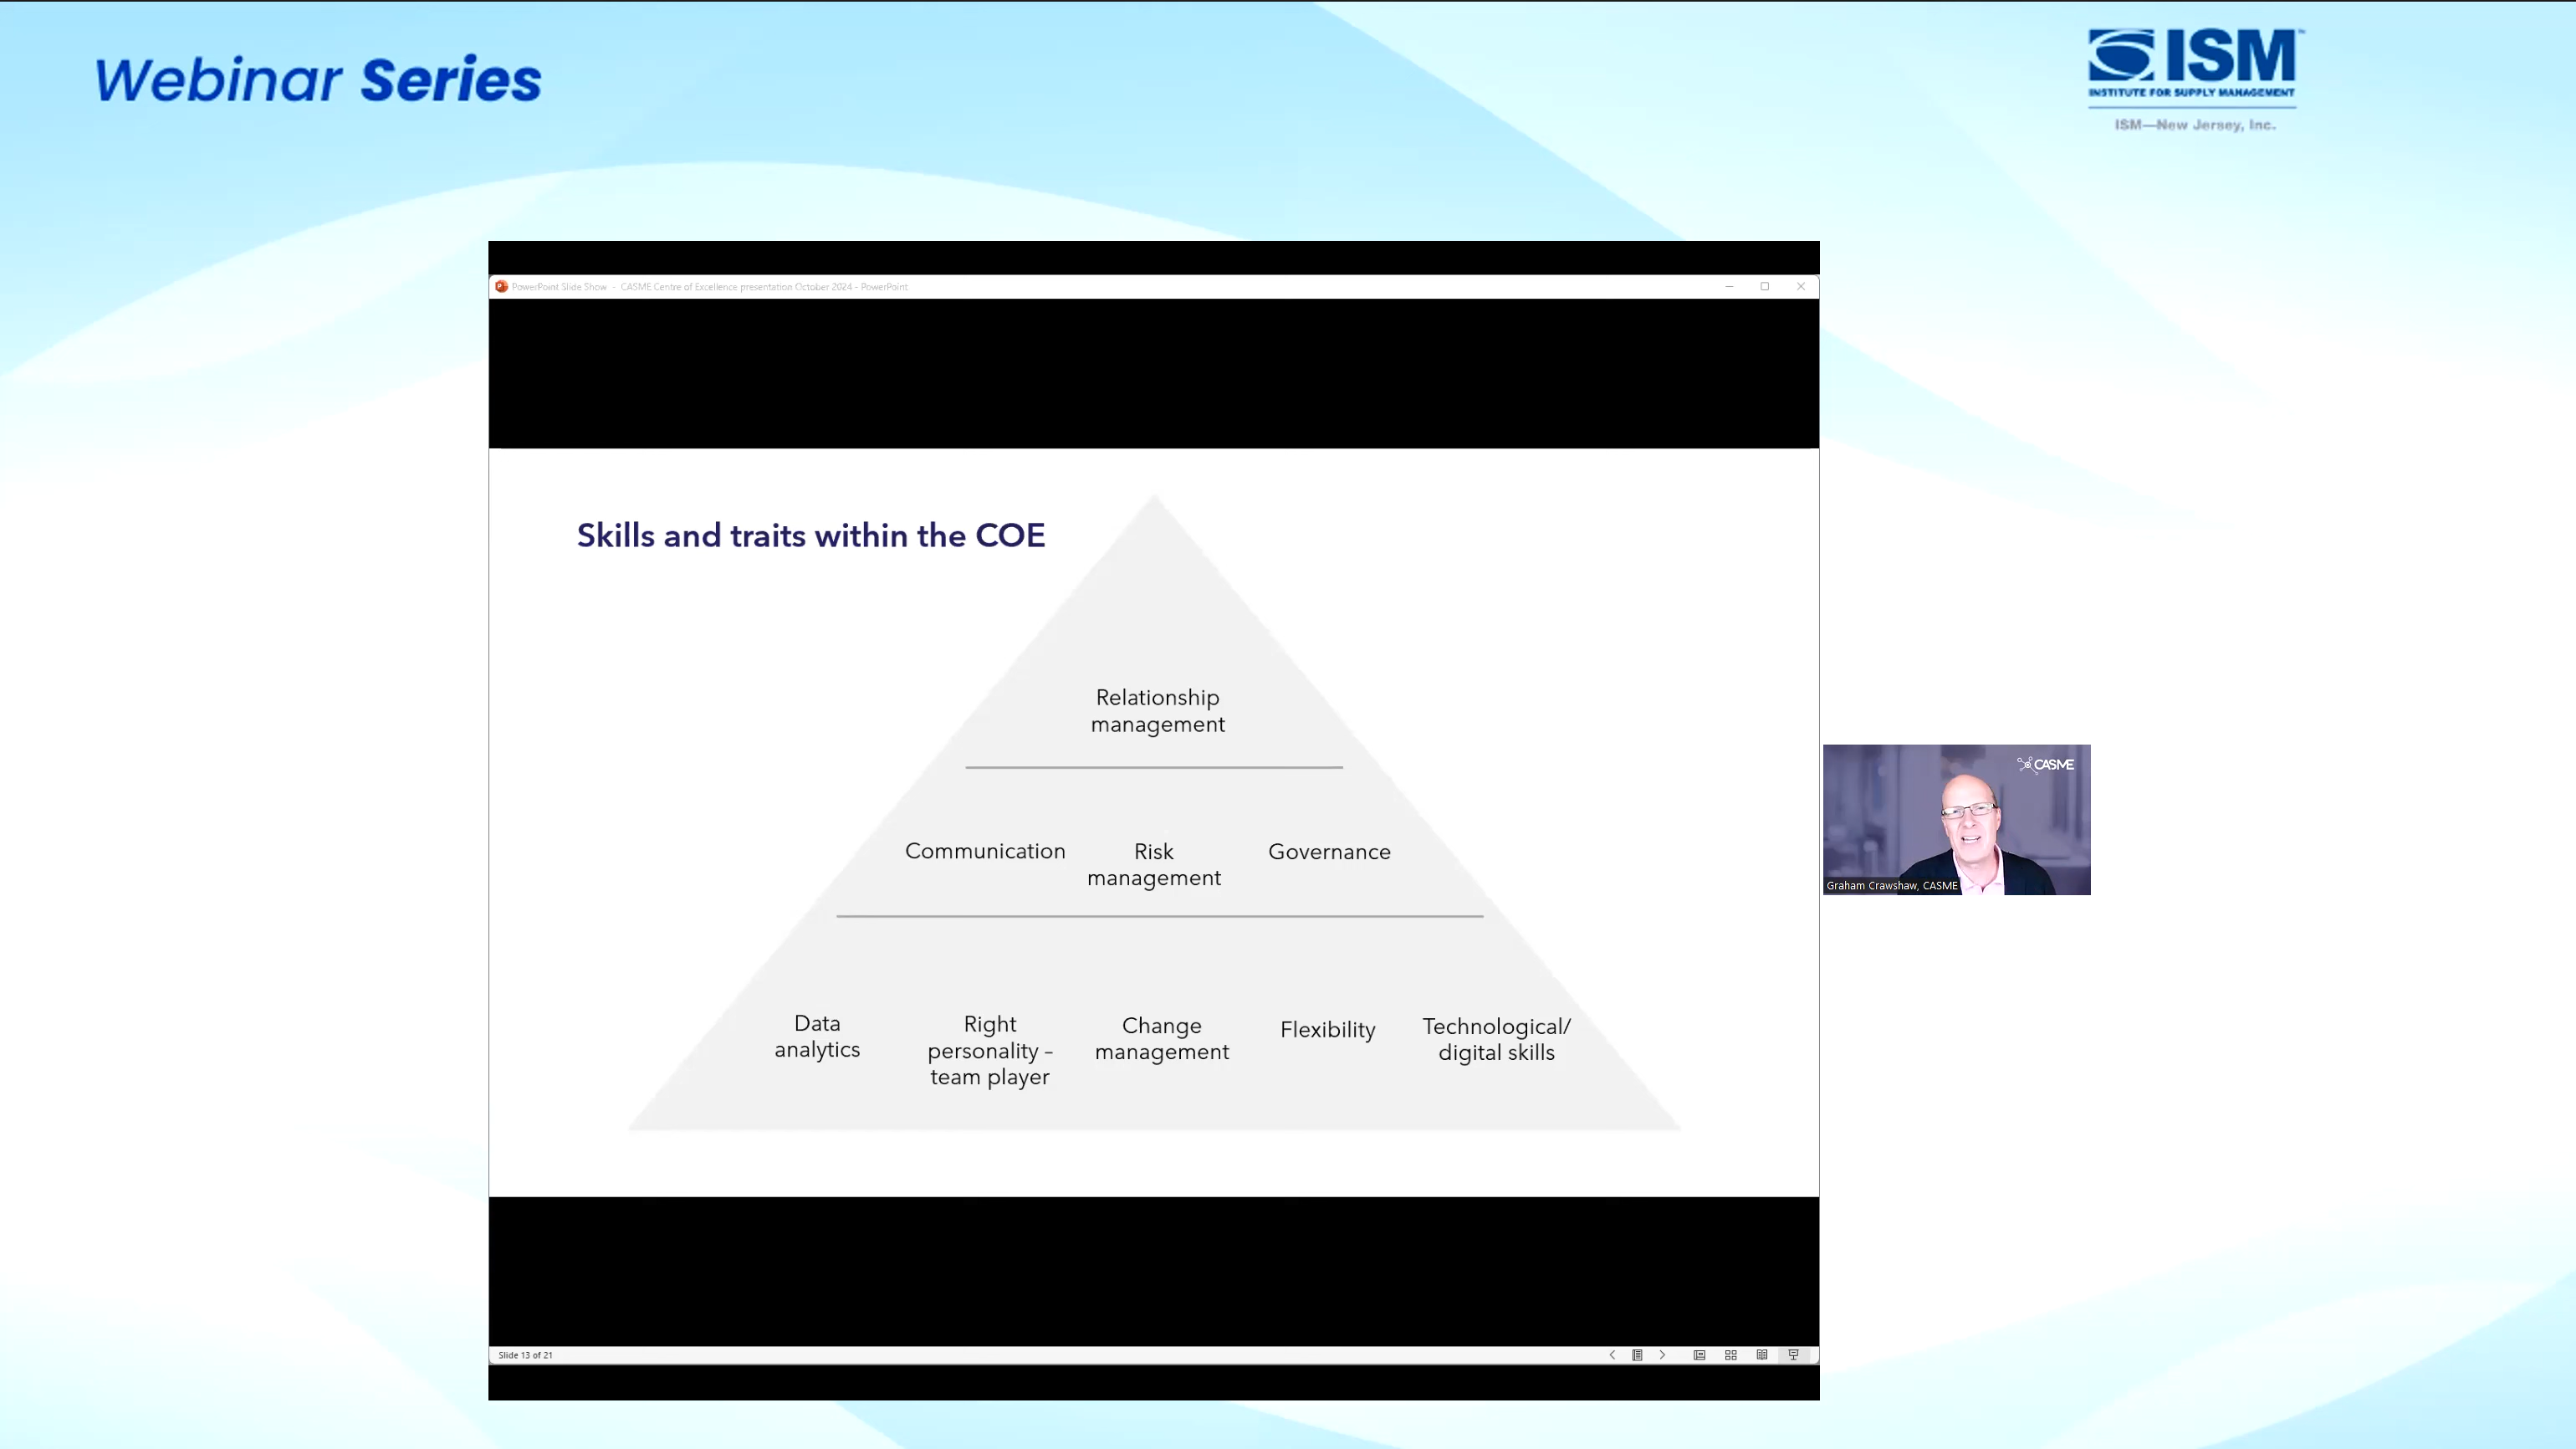 Webinar Series
ISM
INSTITUTE FOR SUPPLY MANAGEMENT
ISM—New Jersey, Inc.
PowerPoint Slide Show - CASME Centre of Excellence presentation October 2024 - PowerPoint
Skills and traits within the COE
Relationship
management
Communication
Risk
management
Governance
Data
analytics
Right
personality –
team player
Change
management
Flexibility
Technological/
digital skills
CASME
Graham Crawshaw, CASME
Slide 13 of 21